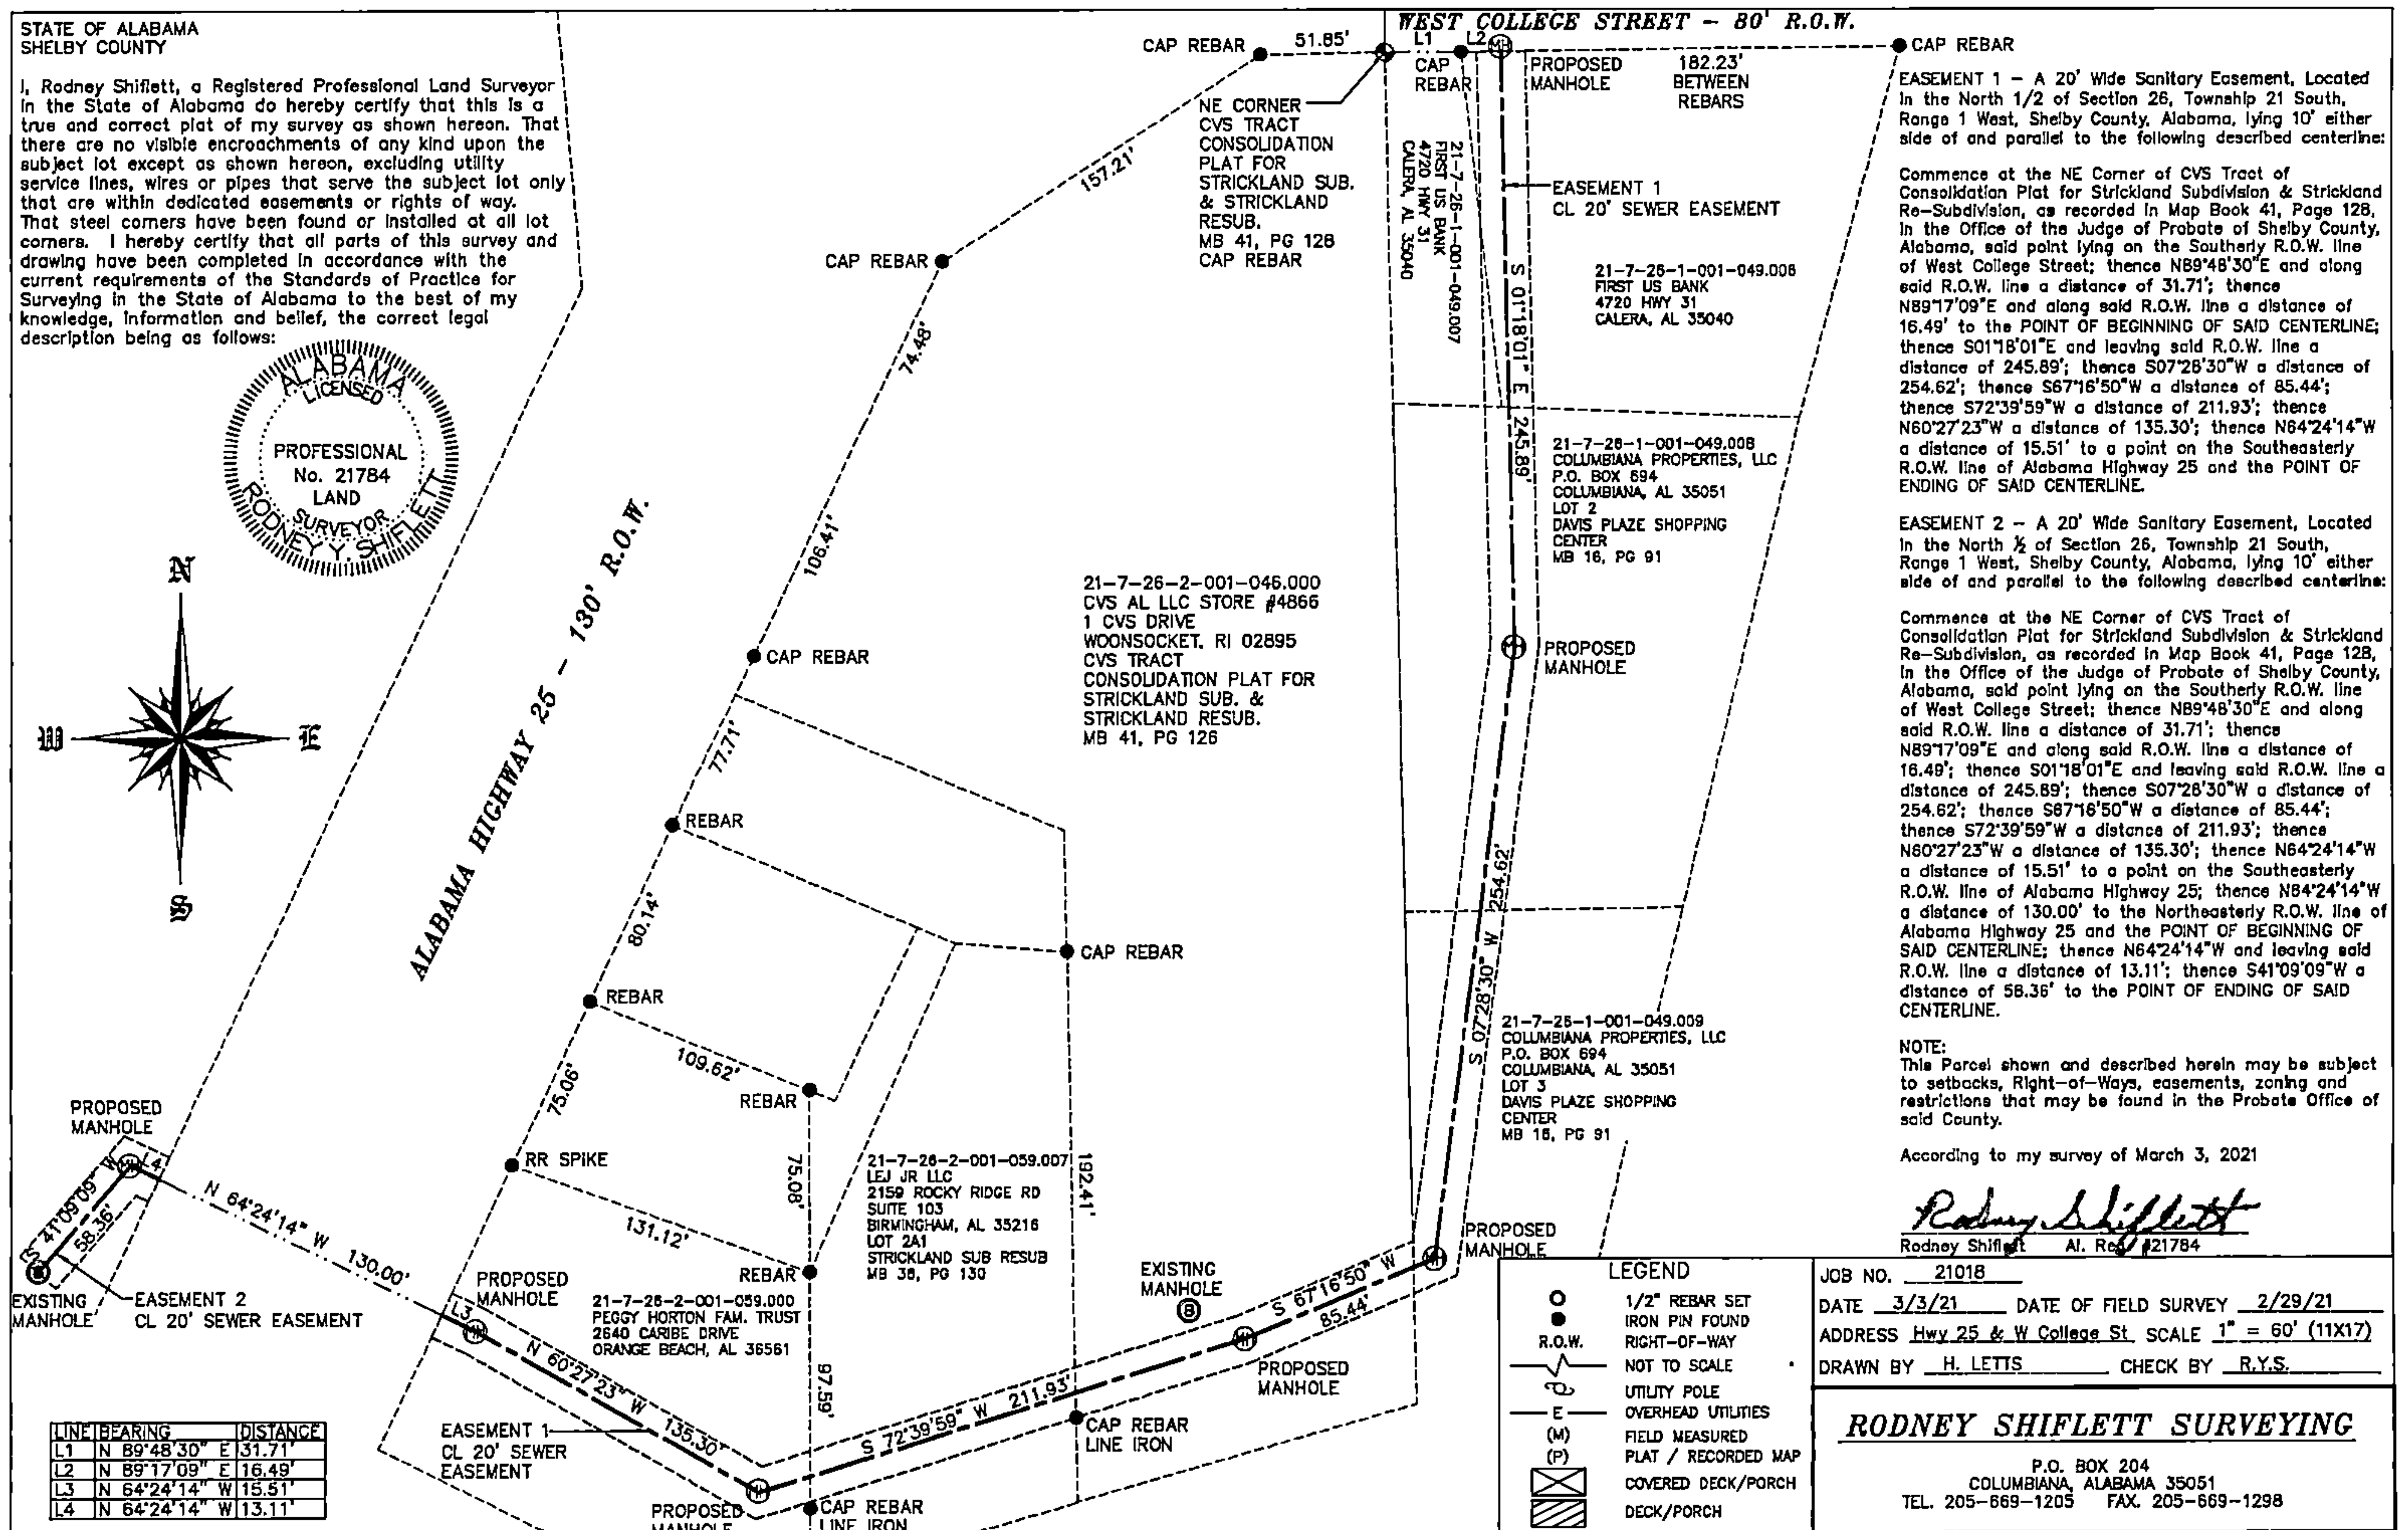 STATE OF ALABAMA
SHELBY COUNTY
I, Rodney Shiflett, a Registered Professional Land Surveyor
in the State of Alabama do hereby certify that this is a
true and correct plat of my survey as shown hereon. That
there are no visible encroachments of any kind upon the
subject lot except as shown hereon, excluding utility
service lines, wires or pipes that serve the subject lot only
that are within dedicated easements or rights of way.
That steel corners have been found or installed at all lot
corners. I hereby certify that all parts of this survey and
drawing have been completed in accordance with the
current requirements of the Standards of Practice for
Surveying in the State of Alabama to the best of my
knowledge, information and belief, the correct legal
description being as follows:
ALABAMA
LICENSED
PROFESSIONAL
No. 21784
LAND
SURVEYOR
RODNEY Y. SHIFLETT
N
W
E
S
ALABAMA HIGHWAY 25 - 130' R.O.W.
WEST COLLEGE STREET - 80' R.O.W.
CAP REBAR
51.85'
L1
L2
MH
CAP
REBAR
PROPOSED
MANHOLE
182.23'
BETWEEN
REBARS
CAP REBAR
NE CORNER
CVS TRACT
CONSOLIDATION
PLAT FOR
STRICKLAND SUB.
& STRICKLAND
RESUB.
MB 41, PG 128
CAP REBAR
157.21'
CAP REBAR
74.48'
106.41'
CAP REBAR
77.71'
REBAR
80.14'
REBAR
75.06'
RR SPIKE
109.62'
REBAR
75.08'
131.12'
REBAR
97.59'
CAP REBAR
192.41'
21-7-26-1-001-049.007
FIRST US BANK
4720 HWY 31
CALERA, AL 35040
EASEMENT 1
CL 20' SEWER EASEMENT
21-7-26-1-001-049.008
FIRST US BANK
4720 HWY 31
CALERA, AL 35040
S 01°18'01" E 245.89'
21-7-26-1-001-049.008
COLUMBIANA PROPERTIES, LLC
P.O. BOX 694
COLUMBIANA, AL 35051
LOT 2
DAVIS PLAZE SHOPPING
CENTER
MB 16, PG 91
MH
PROPOSED
MANHOLE
21-7-26-2-001-046.000
CVS AL LLC STORE #4866
1 CVS DRIVE
WOONSOCKET, RI 02895
CVS TRACT
CONSOLIDATION PLAT FOR
STRICKLAND SUB. &
STRICKLAND RESUB.
MB 41, PG 126
S 07°28'30" W 254.62'
21-7-26-1-001-049.009
COLUMBIANA PROPERTIES, LLC
P.O. BOX 694
COLUMBIANA, AL 35051
LOT 3
DAVIS PLAZE SHOPPING
CENTER
MB 16, PG 91
21-7-26-2-001-059.007
LEJ JR LLC
2159 ROCKY RIDGE RD
SUITE 103
BIRMINGHAM, AL 35216
LOT 2A1
STRICKLAND SUB RESUB
MB 38, PG 130
21-7-26-2-001-059.000
PEGGY HORTON FAM. TRUST
2640 CARIBE DRIVE
ORANGE BEACH, AL 36561
PROPOSED
MANHOLE
MH
L4
S 41°09'09" W
58.36'
EXISTING
MANHOLE
EASEMENT 2
CL 20' SEWER EASEMENT
N 64°24'14" W 130.00'
PROPOSED
MANHOLE
L3
MH
N 60°27'23" W 135.30'
EASEMENT 1
CL 20' SEWER
EASEMENT
PROPOSED
MANHOLE
MH
CAP REBAR
LINE IRON
S 72°39'59" W 211.93'
CAP REBAR
LINE IRON
EXISTING
MANHOLE
MH
PROPOSED
MANHOLE
S 67°16'50" W
85.44'
MH
PROPOSED
MANHOLE
LINE BEARING DISTANCE
L1 N 89°48'30" E 31.71'
L2 N 89°17'09" E 16.49'
L3 N 64°24'14" W 15.51'
L4 N 64°24'14" W 13.11'
EASEMENT 1 - A 20' Wide Sanitary Easement, Located
in the North 1/2 of Section 26, Township 21 South,
Range 1 West, Shelby County, Alabama, lying 10' either
side of and parallel to the following described centerline:
Commence at the NE Corner of CVS Tract of
Consolidation Plat for Strickland Subdivision & Strickland
Re-Subdivision, as recorded in Map Book 41, Page 128,
in the Office of the Judge of Probate of Shelby County,
Alabama, said point lying on the Southerly R.O.W. line
of West College Street; thence N89°48'30"E and along
said R.O.W. line a distance of 31.71'; thence
N89°17'09"E and along said R.O.W. line a distance of
16.49' to the POINT OF BEGINNING OF SAID CENTERLINE;
thence S01°18'01"E and leaving said R.O.W. line a
distance of 245.89'; thence S07°28'30"W a distance of
254.62'; thence S67°16'50"W a distance of 85.44';
thence S72°39'59"W a distance of 211.93'; thence
N60°27'23"W a distance of 135.30'; thence N64°24'14"W
a distance of 15.51' to a point on the Southeasterly
R.O.W. line of Alabama Highway 25 and the POINT OF
ENDING OF SAID CENTERLINE.
EASEMENT 2 - A 20' Wide Sanitary Easement, Located
in the North ½ of Section 26, Township 21 South,
Range 1 West, Shelby County, Alabama, lying 10' either
side of and parallel to the following described centerline:
Commence at the NE Corner of CVS Tract of
Consolidation Plat for Strickland Subdivision & Strickland
Re-Subdivision, as recorded in Map Book 41, Page 128,
in the Office of the Judge of Probate of Shelby County,
Alabama, said point lying on the Southerly R.O.W. line
of West College Street; thence N89°48'30"E and along
said R.O.W. line a distance of 31.71'; thence
N89°17'09"E and along said R.O.W. line a distance of
16.49'; thence S01°18'01"E and leaving said R.O.W. line a
distance of 245.89'; thence S07°28'30"W a distance of
254.62'; thence S67°16'50"W a distance of 85.44';
thence S72°39'59"W a distance of 211.93'; thence
N60°27'23"W a distance of 135.30'; thence N64°24'14"W
a distance of 15.51' to a point on the Southeasterly
R.O.W. line of Alabama Highway 25; thence N64°24'14"W
a distance of 130.00' to the Northeasterly R.O.W. line of
Alabama Highway 25 and the POINT OF BEGINNING OF
SAID CENTERLINE; thence N64°24'14"W and leaving said
R.O.W. line a distance of 13.11'; thence S41°09'09"W a
distance of 58.36' to the POINT OF ENDING OF SAID
CENTERLINE.
NOTE:
This Parcel shown and described herein may be subject
to setbacks, Right-of-Ways, easements, zoning and
restrictions that may be found in the Probate Office of
said County.
According to my survey of March 3, 2021
Rodney Shiflett
Rodney Shiflett Al. Reg. #21784
LEGEND
1/2" REBAR SET
IRON PIN FOUND
R.O.W. RIGHT-OF-WAY
NOT TO SCALE
UTILITY POLE
E OVERHEAD UTILITIES
(M) FIELD MEASURED
(P) PLAT / RECORDED MAP
COVERED DECK/PORCH
DECK/PORCH
JOB NO. 21018
DATE 3/3/21 DATE OF FIELD SURVEY 2/29/21
ADDRESS Hwy 25 & W College St SCALE 1" = 60' (11X17)
DRAWN BY H. LETTS CHECK BY R.Y.S.
RODNEY SHIFLETT SURVEYING
P.O. BOX 204
COLUMBIANA, ALABAMA 35051
TEL. 205-669-1205 FAX. 205-669-1298